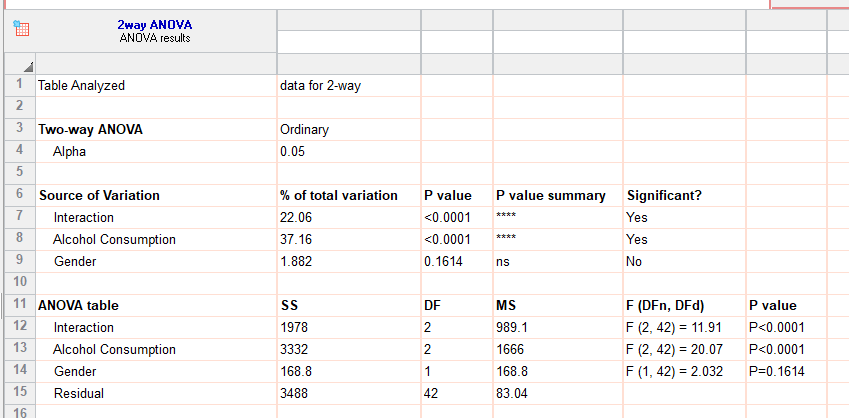 2way ANOVA
ANOVA results
1 Table Analyzed data for 2-way
2
3 Two-way ANOVA Ordinary
4 Alpha 0.05
5
6 Source of Variation % of total variation P value P value summary Significant?
7 Interaction 22.06 <0.0001 **** Yes
8 Alcohol Consumption 37.16 <0.0001 **** Yes
9 Gender 1.882 0.1614 ns No
10
11 ANOVA table SS DF MS F (DFn, DFd) P value
12 Interaction 1978 2 989.1 F (2, 42) = 11.91 P<0.0001
13 Alcohol Consumption 3332 2 1666 F (2, 42) = 20.07 P<0.0001
14 Gender 168.8 1 168.8 F (1, 42) = 2.032 P=0.1614
15 Residual 3488 42 83.04
16